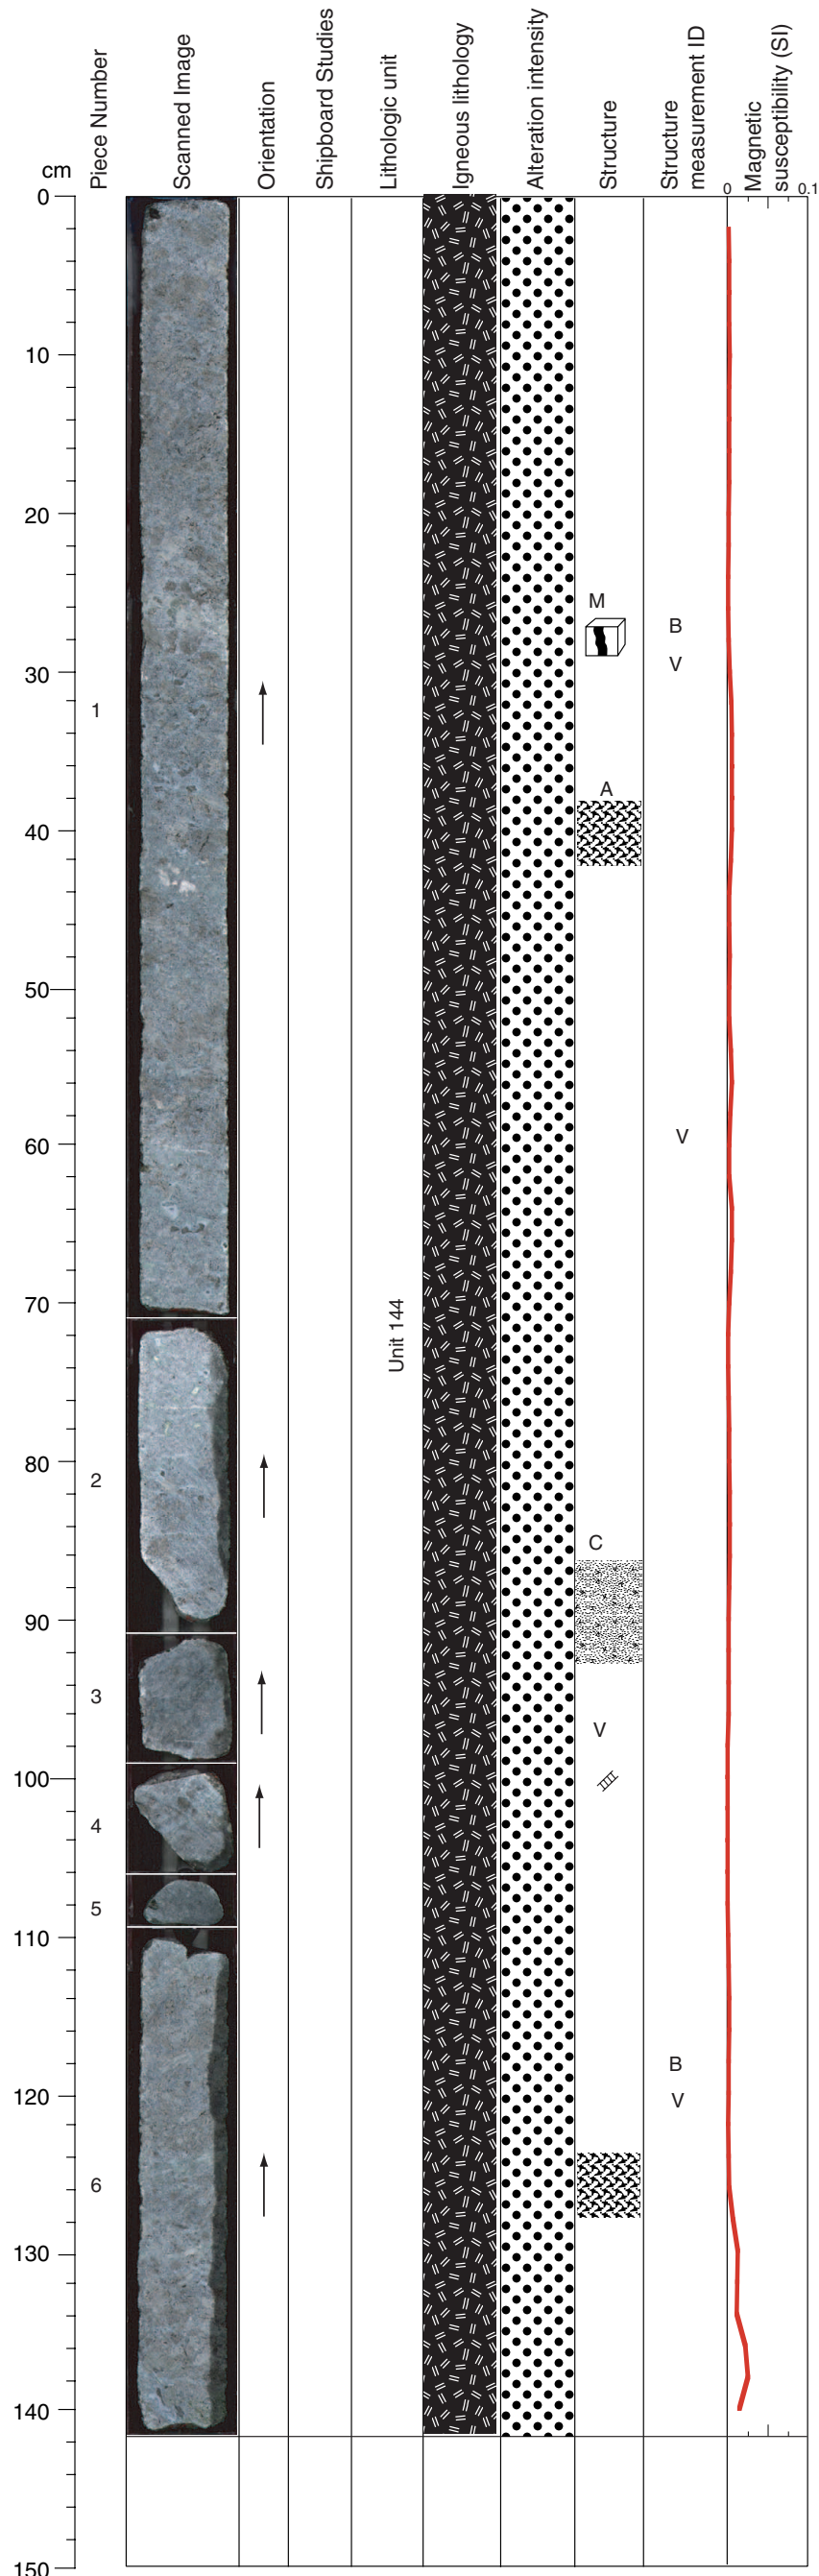 cm
Piece Number
Scanned Image
Orientation
Shipboard Studies
Lithologic unit
Igneous lithology
Alteration intensity
Structure
Structure
measurement ID
Magnetic
susceptibility (SI)
0 0.1
0
10
20
M
B
30 V
1
A
40
50
60 V
70
Unit 144
80
2
C
90
3
V
100
4
5
110
B
120 V
6
130
140
150